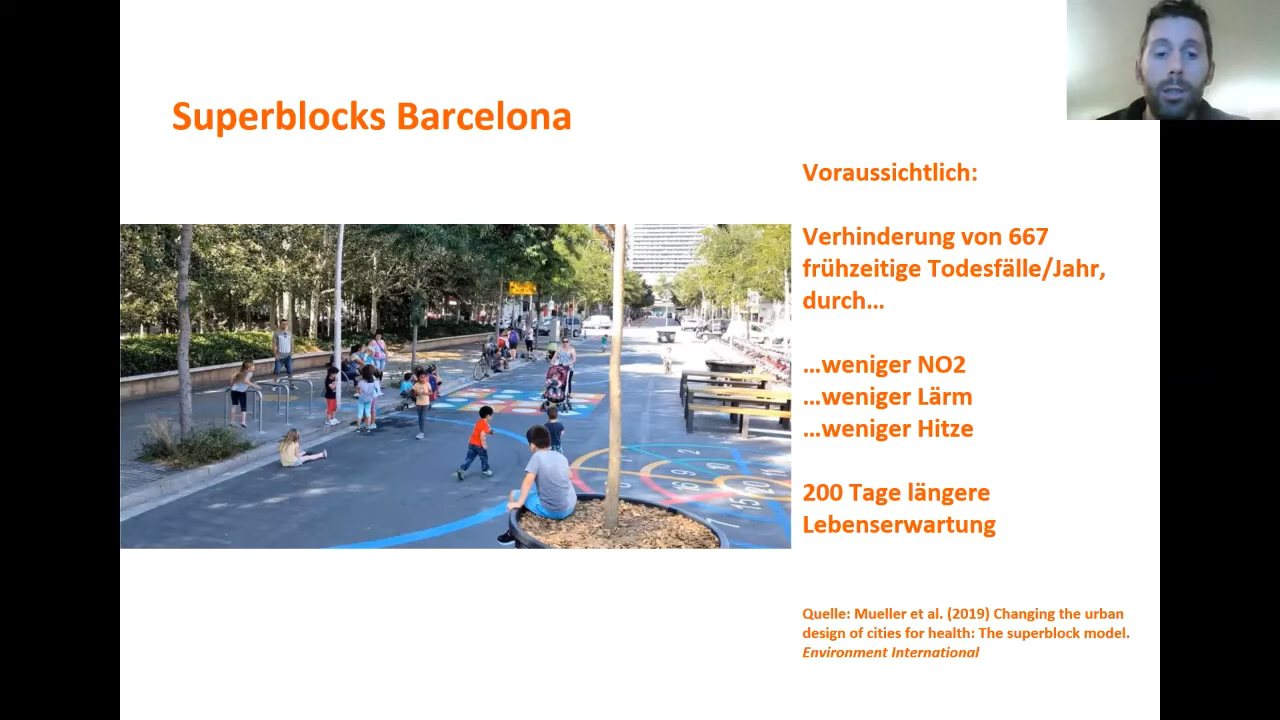 Superblocks Barcelona
Voraussichtlich:
Verhinderung von 667
frühzeitige Todesfälle/Jahr,
durch...
...weniger NO2
...weniger Lärm
...weniger Hitze
200 Tage längere
Lebenserwartung
Quelle: Mueller et al. (2019) Changing the urban
design of cities for health: The superblock model.
Environment International